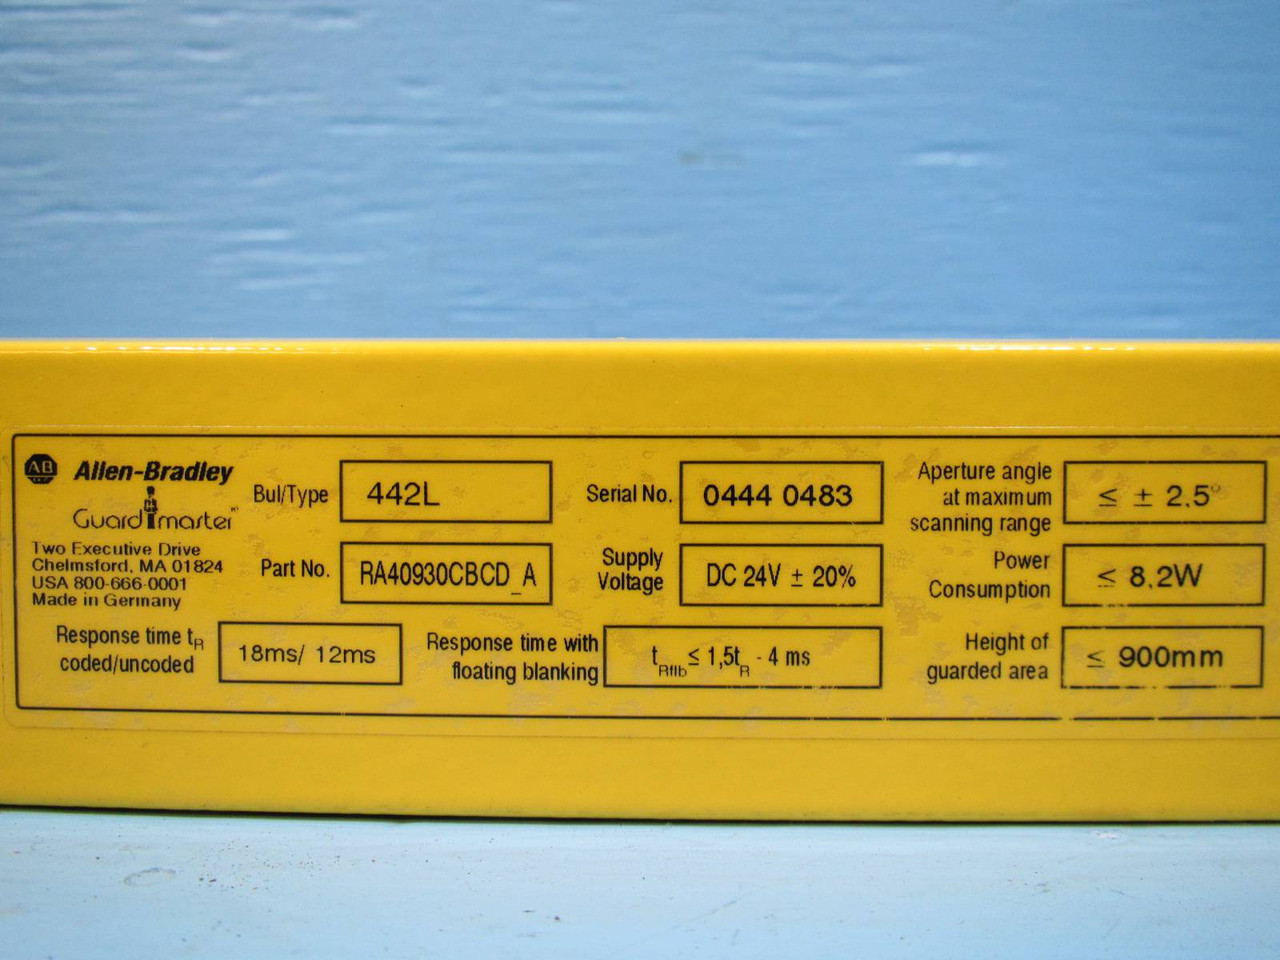 AB Allen-Bradley
Guardmaster
Two Executive Drive
Chelmsford, MA 01824
USA 800-666-0001
Made in Germany
Bul/Type 442L
Serial No. 0444 0483
Aperture angle
at maximum
scanning range
≤ ± 2,5°
Part No. RA40930CBCD_A
Supply
Voltage
DC 24V ± 20%
Power
Consumption
≤ 8,2W
Response time tR
coded/uncoded
18ms/ 12ms
Response time with
floating blanking
tRflb ≤ 1,5tR - 4 ms
Height of
guarded area
≤ 900mm